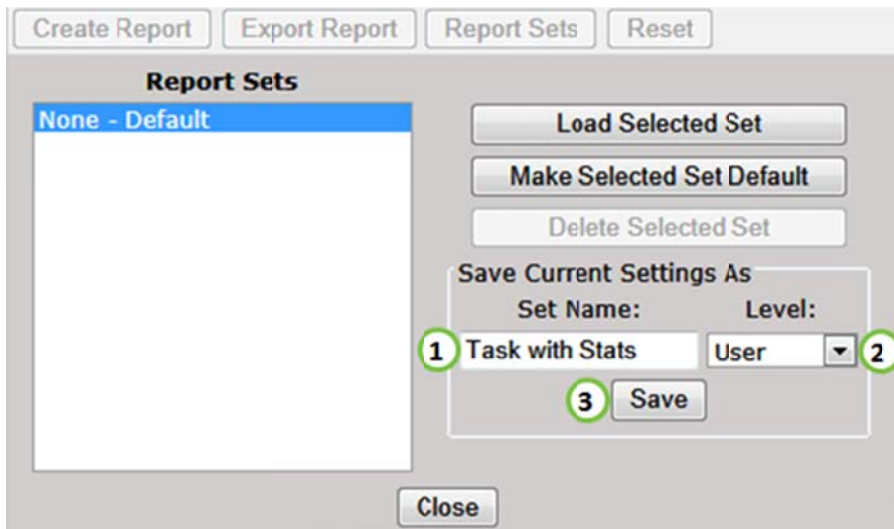 Create Report Export Report Report Sets Reset
Report Sets
None - Default
Load Selected Set
Make Selected Set Default
Delete Selected Set
Save Current Settings As
Set Name: Level:
1 Task with Stats User 2
3 Save
Close